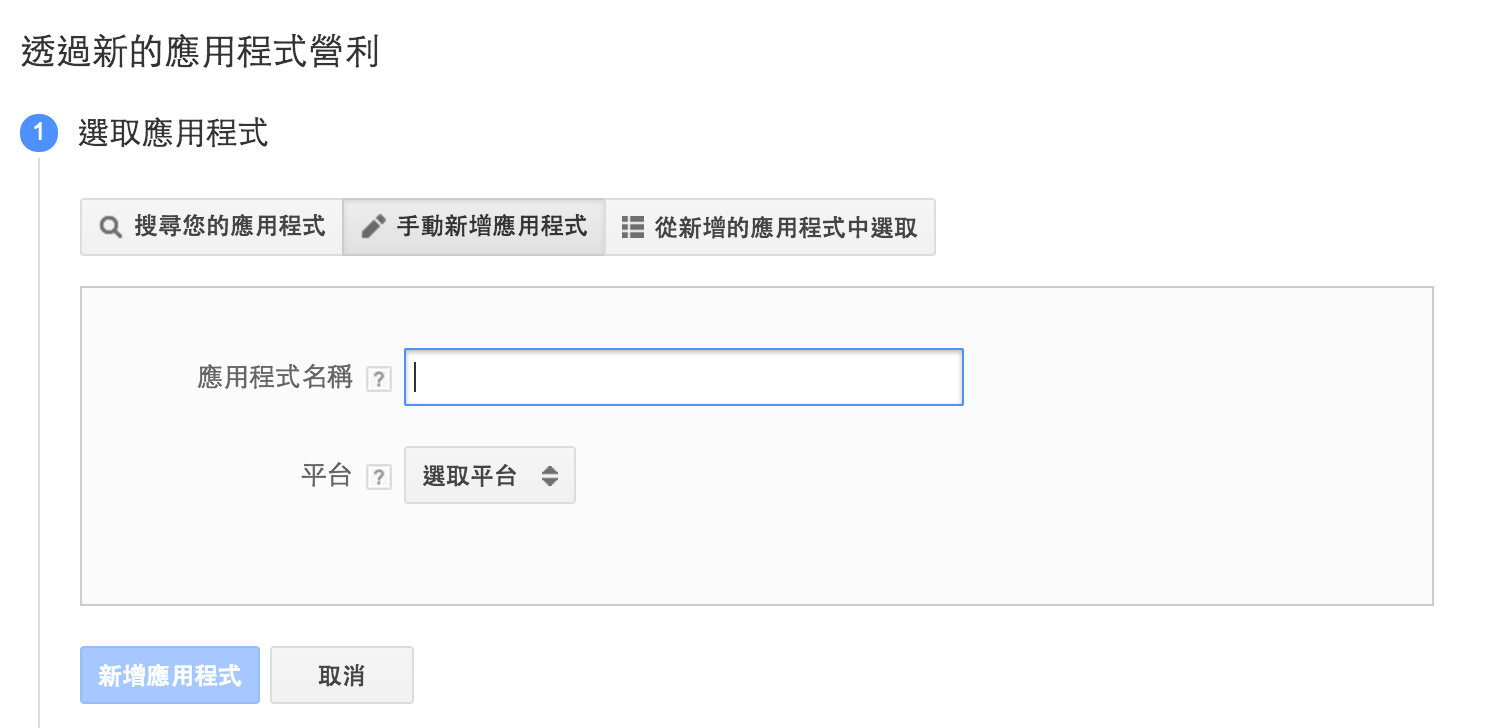 透過新的應用程式營利
1 選取應用程式
搜尋您的應用程式 手動新增應用程式 從新增的應用程式中選取
應用程式名稱 ?
平台 ? 選取平台
新增應用程式 取消